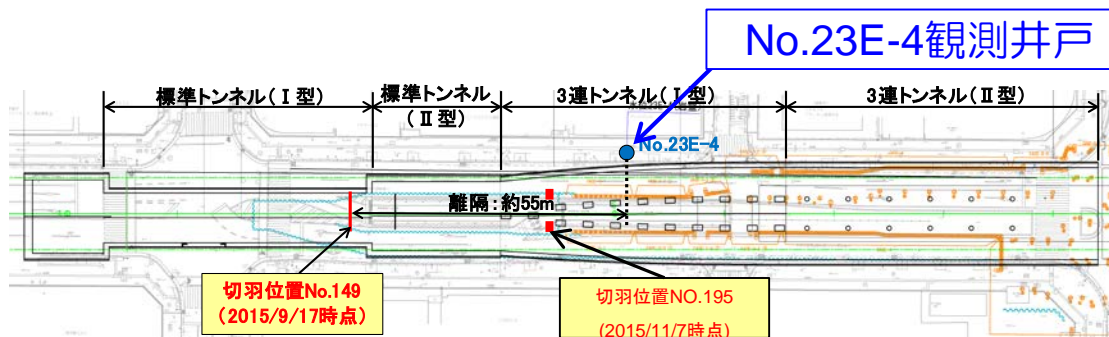 No.23E-4観測井戸
標準トンネル(Ⅰ型)
標準トンネル
(Ⅱ型)
3連トンネル(Ⅰ型)
3連トンネル(Ⅱ型)
No.23E-4
離隔:約55m
切羽位置No.149
(2015/9/17時点)
切羽位置NO.195
(2015/11/7時点)